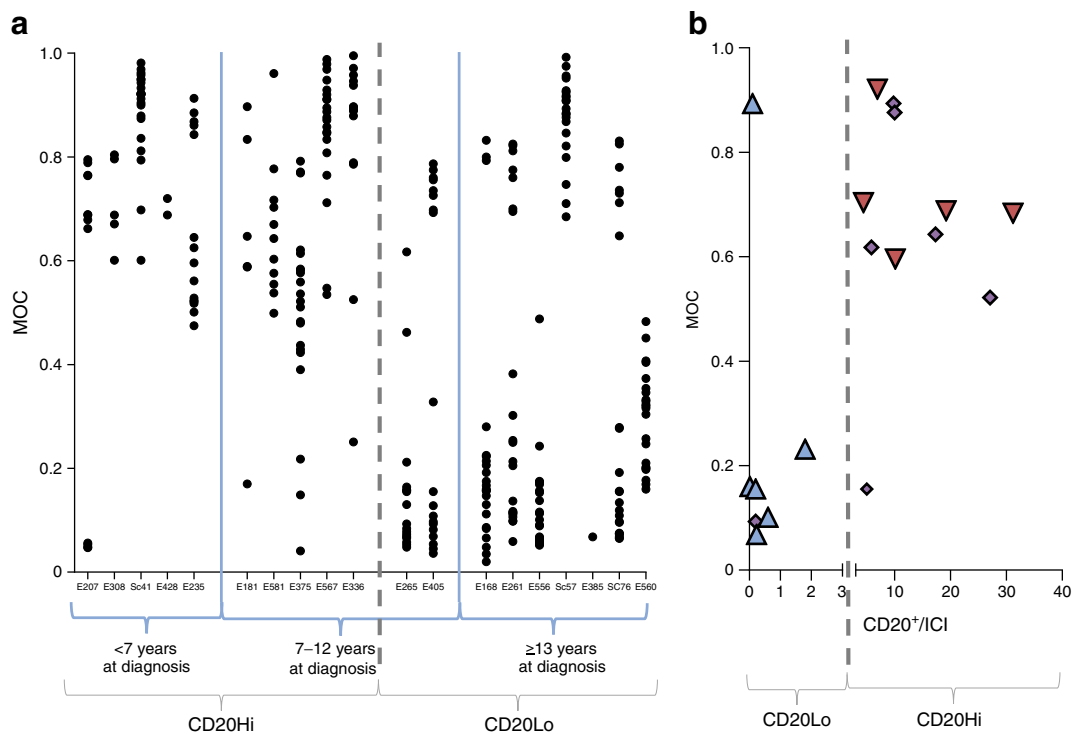 a
b
1.0
0.8
0.6
0.4
0.2
0
MOC
E207 E308 Sc41 E428 E235 E181 E581 E375 E567 E336 E265 E405 E168 E261 E556 Sc57 E385 SC76 E560
<7 years
at diagnosis
7–12 years
at diagnosis
≥13 years
at diagnosis
CD20Hi
CD20Lo
1.0
0.8
0.6
0.4
0.2
0
MOC
0 1 2 3 10 20 30 40
CD20+/ICI
CD20Lo
CD20Hi